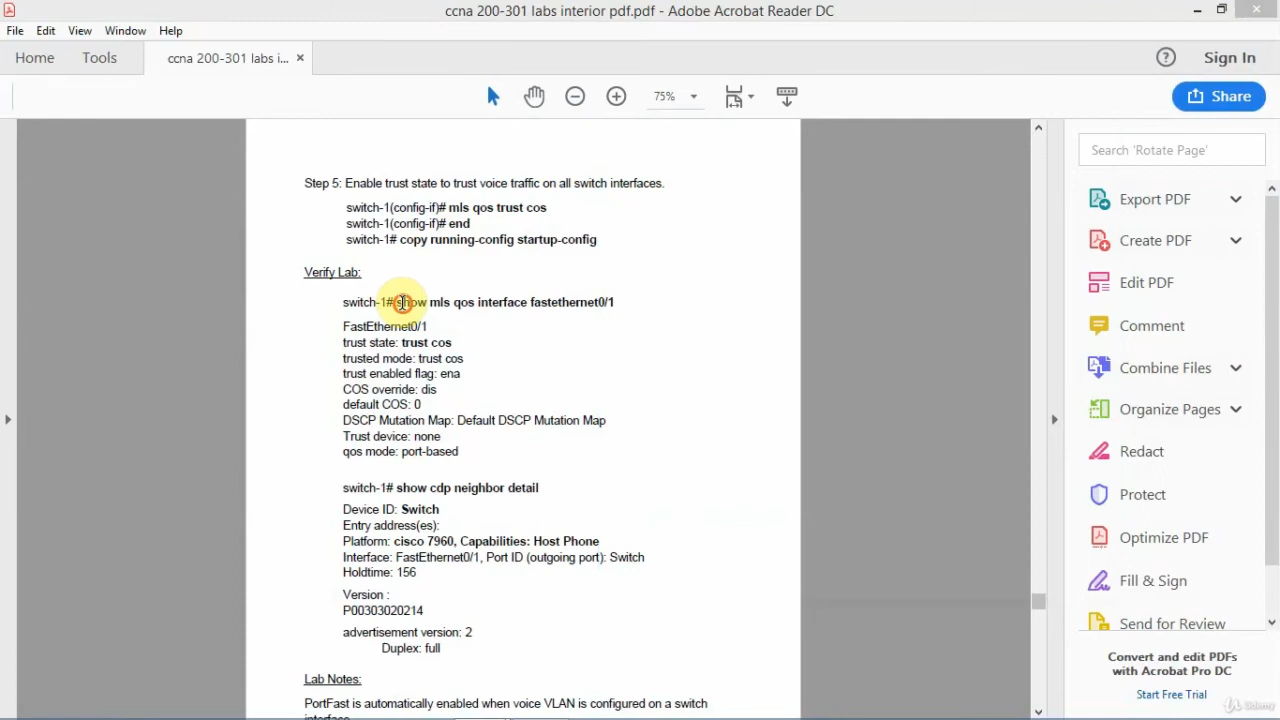 ccna 200-301 labs interior pdf.pdf - Adobe Acrobat Reader DC
File Edit View Window Help
Home Tools ccna 200-301 labs i... × Sign In
75% Share
Search 'Rotate Page'
Step 5: Enable trust state to trust voice traffic on all switch interfaces.
switch-1(config-if)# mls qos trust cos
switch-1(config-if)# end
switch-1# copy running-config startup-config
Verify Lab:
switch-1# show mls qos interface fastethernet0/1
FastEthernet0/1
trust state: trust cos
trusted mode: trust cos
trust enabled flag: ena
COS override: dis
default COS: 0
DSCP Mutation Map: Default DSCP Mutation Map
Trust device: none
qos mode: port-based
switch-1# show cdp neighbor detail
Device ID: Switch
Entry address(es):
Platform: cisco 7960, Capabilities: Host Phone
Interface: FastEthernet0/1, Port ID (outgoing port): Switch
Holdtime: 156
Version :
P00303020214
advertisement version: 2
Duplex: full
Lab Notes:
PortFast is automatically enabled when voice VLAN is configured on a switch
interface.
Export PDF
Create PDF
Edit PDF
Comment
Combine Files
Organize Pages
Redact
Protect
Optimize PDF
Fill & Sign
Send for Review
Convert and edit PDFs
with Acrobat Pro DC
Start Free Trial
Udemy